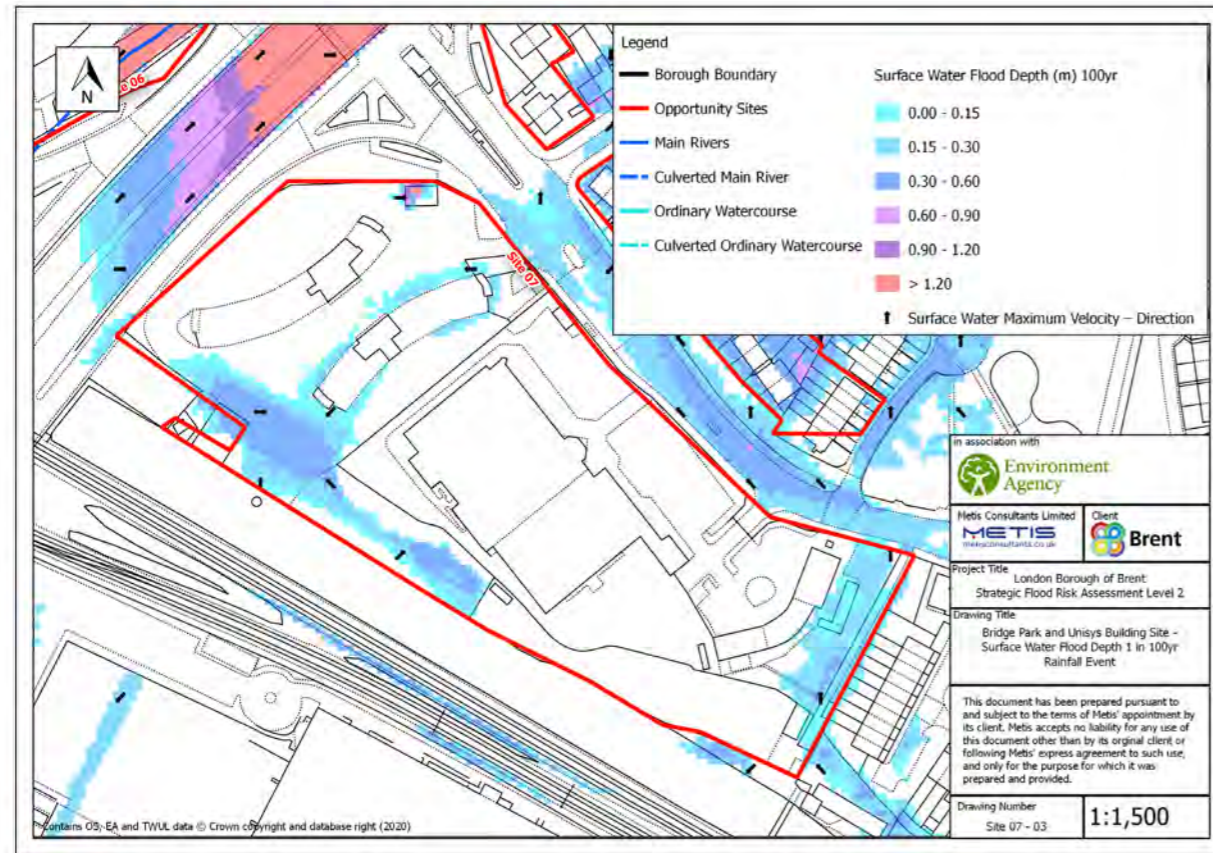 N
Site 07
Legend
Borough Boundary
Opportunity Sites
Main Rivers
Culverted Main River
Ordinary Watercourse
Culverted Ordinary Watercourse
Surface Water Flood Depth (m) 100yr
0.00 - 0.15
0.15 - 0.30
0.30 - 0.60
0.60 - 0.90
0.90 - 1.20
> 1.20
Surface Water Maximum Velocity – Direction
in association with
Environment
Agency
Metis Consultants Limited
METIS
metisconsultants.co.uk
Client
Brent
Project Title
London Borough of Brent
Strategic Flood Risk Assessment Level 2
Drawing Title
Bridge Park and Unisys Building Site -
Surface Water Flood Depth 1 in 100yr
Rainfall Event
This document has been prepared pursuant to
and subject to the terms of Metis' appointment by
its client. Metis accepts no liability for any use of
this document other than by its orginal client or
following Metis' express agreement to such use,
and only for the purpose for which it was
prepared and provided.
Drawing Number
Site 07 - 03
1:1,500
Contains OS, EA and TWUL data © Crown copyright and database right (2020)